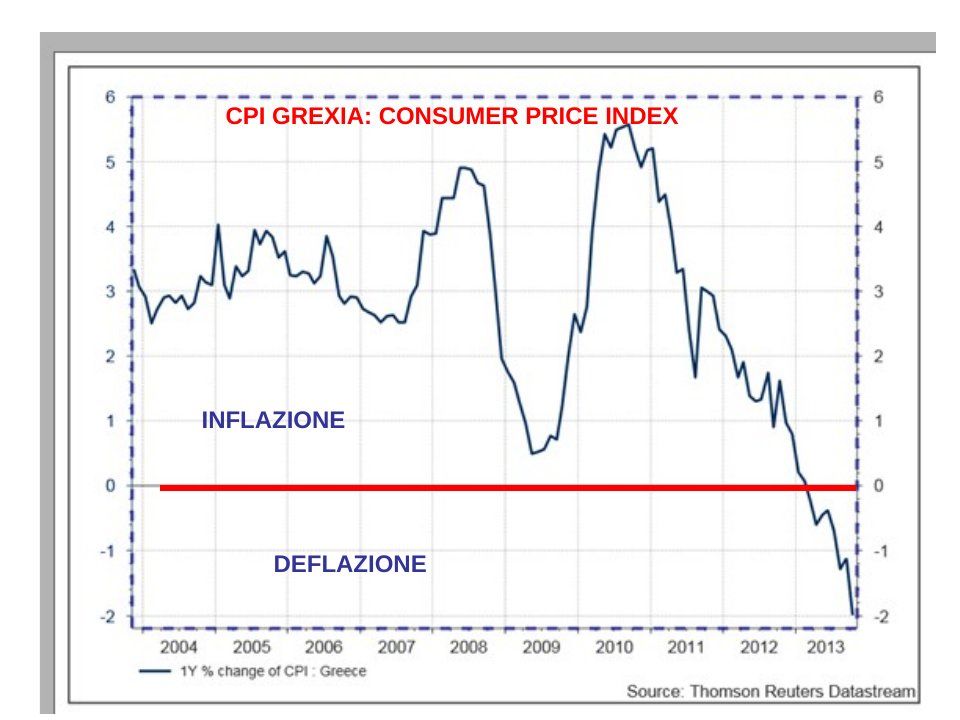 CPI GREXIA: CONSUMER PRICE INDEX
6 6
5 5
4 4
3 3
2 2
1 1
INFLAZIONE
0 0
-1 -1
DEFLAZIONE
-2 -2
2004 2005 2006 2007 2008 2009 2010 2011 2012 2013
1Y % change of CPI : Greece
Source: Thomson Reuters Datastream